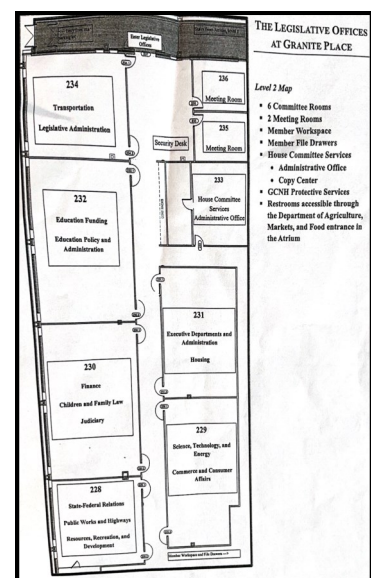 THE LEGISLATIVE OFFICES
AT GRANITE PLACE
Level 2 Map
6 Committee Rooms
2 Meeting Rooms
Member Workspace
Member File Drawers
House Committee Services
Administrative Office
Copy Center
GCNH Protective Services
Restrooms accessible through
the Department of Agriculture,
Markets, and Food entrance in
the Atrium
Enter Legislative
Offices
234
Transportation
Legislative Administration
236
Meeting Room
235
Meeting Room
Security Desk
233
House Committee
Services
Administrative Office
232
Education Funding
Education Policy and
Administration
231
Executive Departments and
Administration
Housing
230
Finance
Children and Family Law
Judiciary
229
Science, Technology, and
Energy
Commerce and Consumer
Affairs
228
State-Federal Relations
Public Works and Highways
Resources, Recreation, and
Development
Member Workspace and File Drawers